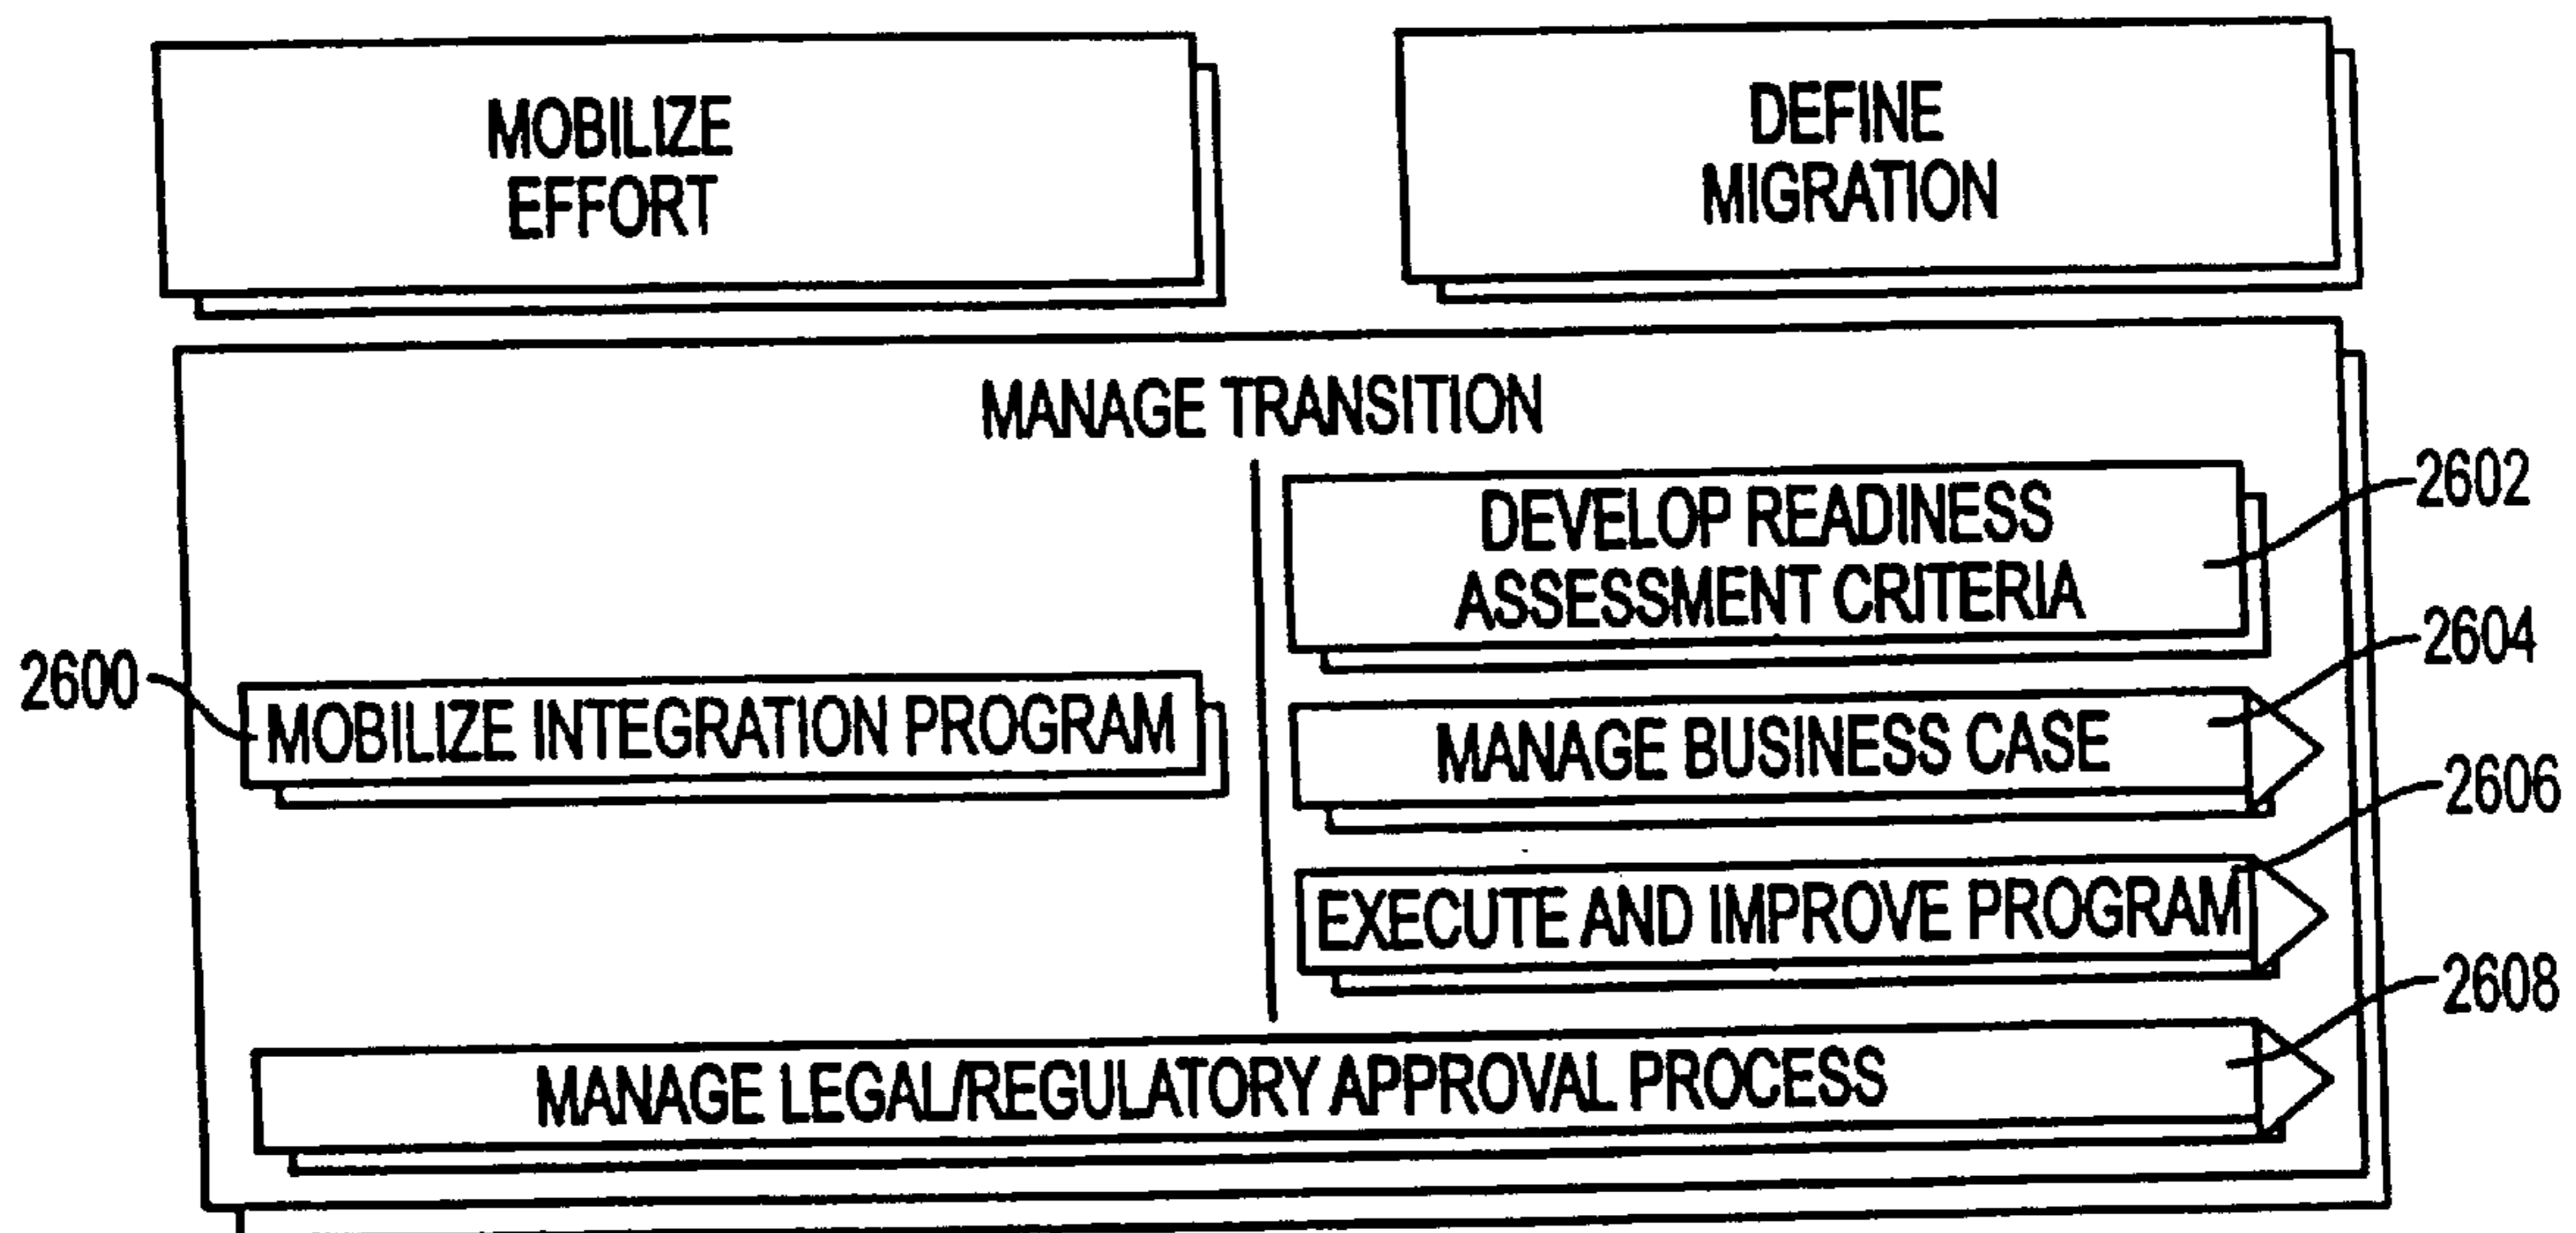 MOBILIZE
EFFORT
DEFINE
MIGRATION
MANAGE TRANSITION
DEVELOP READINESS
ASSESSMENT CRITERIA
2602
2604
2600
MOBILIZE INTEGRATION PROGRAM
MANAGE BUSINESS CASE
2606
EXECUTE AND IMPROVE PROGRAM
2608
MANAGE LEGAL/REGULATORY APPROVAL PROCESS